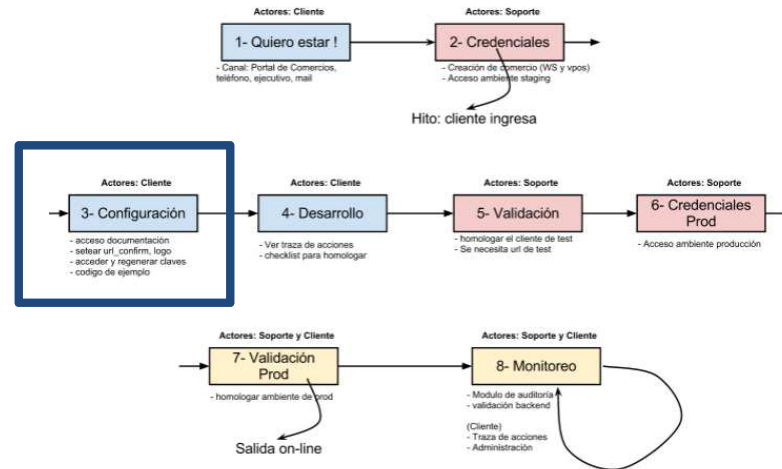 Actores: Cliente
1- Quiero estar !
- Canal: Portal de Comercios,
teléfono, ejecutivo, mail
Actores: Soporte
2- Credenciales
- Creación de comercio (WS y vpos)
- Acceso ambiente staging
Hito: cliente ingresa
Actores: Cliente
3- Configuración
- acceso documentación
- setear url_confirm, logo
- acceder y regenerar claves
- codigo de ejemplo
Actores: Cliente
4- Desarrollo
- Ver traza de acciones
- checklist para homologar
Actores: Soporte
5- Validación
- homologar el cliente de test
- Se necesita url de test
Actores: Soporte
6- Credenciales
Prod
- Acceso ambiente producción
Actores: Soporte y Cliente
7- Validación
Prod
- homologar ambiente de prod
Salida on-line
Actores: Soporte y Cliente
8- Monitoreo
- Modulo de auditoría
- validación backend
(Cliente)
- Traza de acciones
- Administración